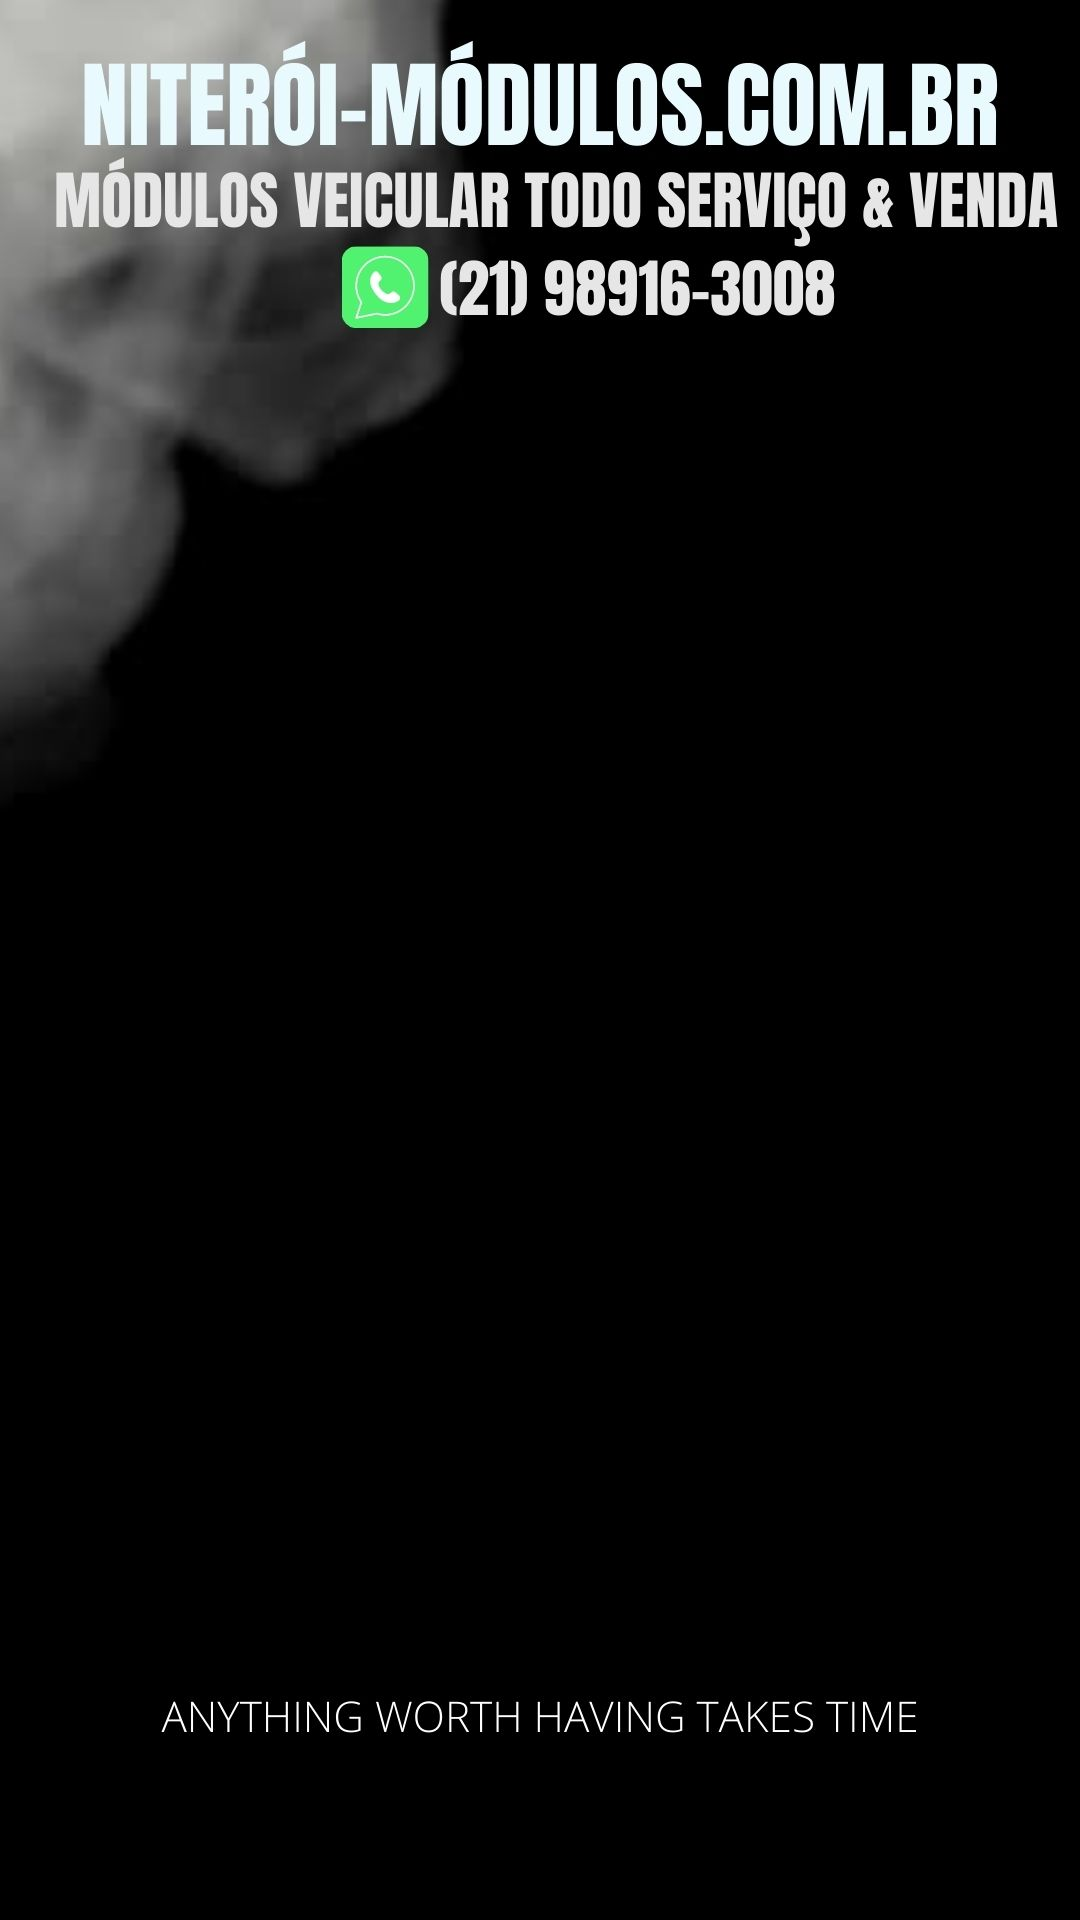 NITERÓI-MÓDULOS.COM.BR
MÓDULOS VEICULAR TODO SERVIÇO & VENDA
(21) 98916-3008
ANYTHING WORTH HAVING TAKES TIME